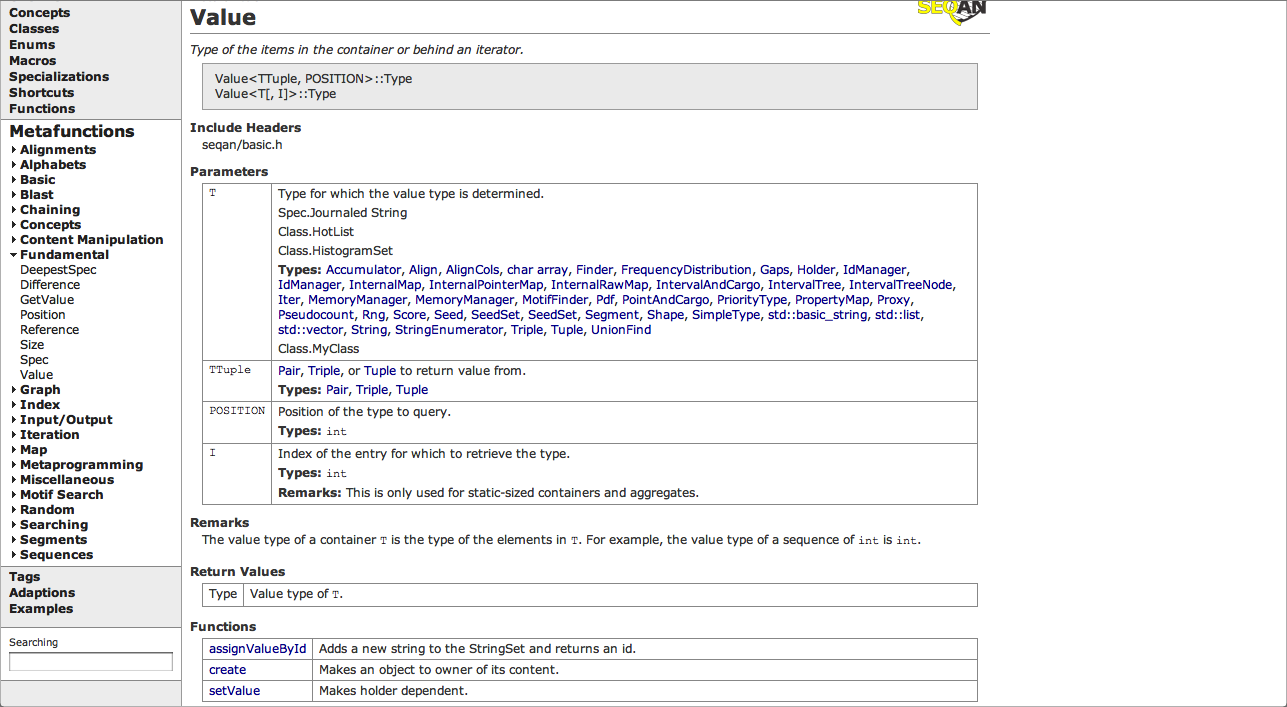 Concepts
Classes
Enums
Macros
Specializations
Shortcuts
Functions
Metafunctions
Alignments
Alphabets
Basic
Blast
Chaining
Concepts
Content Manipulation
Fundamental
DeepestSpec
Difference
GetValue
Position
Reference
Size
Spec
Value
Graph
Index
Input/Output
Iteration
Map
Metaprogramming
Miscellaneous
Motif Search
Random
Searching
Segments
Sequences
Tags
Adaptions
Examples
Searching
SEQAN
Value
Type of the items in the container or behind an iterator.
Value<TTuple, POSITION>::Type
Value<T[, I]>::Type
Include Headers
seqan/basic.h
Parameters
T
Type for which the value type is determined.
Spec.Journaled String
Class.HotList
Class.HistogramSet
Types: Accumulator, Align, AlignCols, char array, Finder, FrequencyDistribution, Gaps, Holder, IdManager,
IdManager, InternalMap, InternalPointerMap, InternalRawMap, IntervalAndCargo, IntervalTree, IntervalTreeNode,
Iter, MemoryManager, MemoryManager, MotifFinder, Pdf, PointAndCargo, PriorityType, PropertyMap, Proxy,
Pseudocount, Rng, Score, Seed, SeedSet, SeedSet, Segment, Shape, SimpleType, std::basic_string, std::list,
std::vector, String, StringEnumerator, Triple, Tuple, UnionFind
Class.MyClass
TTuple
Pair, Triple, or Tuple to return value from.
Types: Pair, Triple, Tuple
POSITION
Position of the type to query.
Types: int
I
Index of the entry for which to retrieve the type.
Types: int
Remarks: This is only used for static-sized containers and aggregates.
Remarks
The value type of a container T is the type of the elements in T. For example, the value type of a sequence of int is int.
Return Values
Type
Value type of T.
Functions
assignValueById
Adds a new string to the StringSet and returns an id.
create
Makes an object to owner of its content.
setValue
Makes holder dependent.